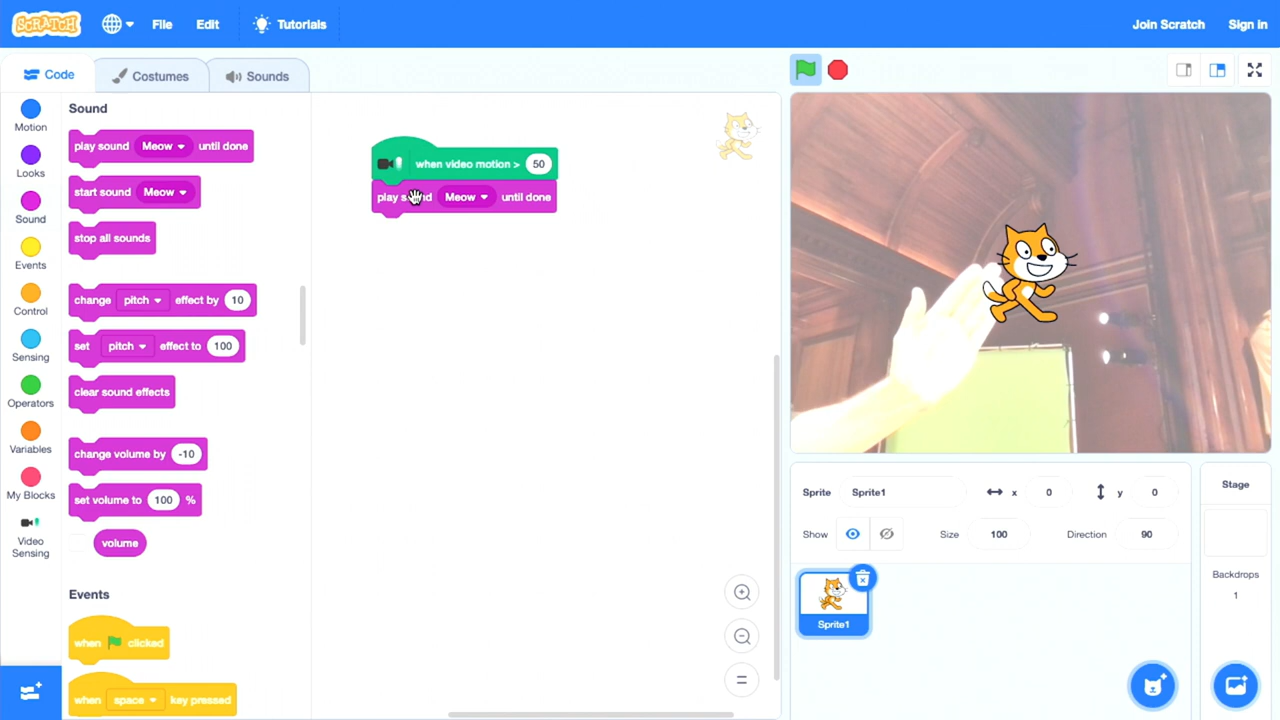 SCRATCH File Edit Tutorials Join Scratch Sign in
Code Costumes Sounds
Motion
Looks
Sound
Events
Control
Sensing
Operators
Variables
My Blocks
Video
Sensing
Sound
play sound Meow until done
start sound Meow
stop all sounds
change pitch effect by 10
set pitch effect to 100
clear sound effects
change volume by -10
set volume to 100 %
volume
Events
when clicked
when space key pressed
when video motion > 50
play sound Meow until done
Sprite Sprite1 x 0 y 0
Show Size 100 Direction 90
Sprite1
Stage
Backdrops
1